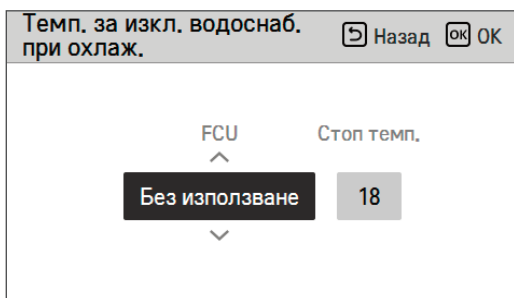 Темп. за изкл. водоснаб.
при охлаж.
Назад OK OK
FCU Стоп темп.
Без използване 18